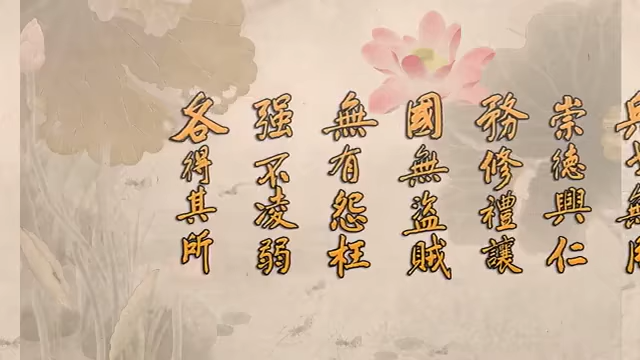 崇德興仁
務修禮讓
國無盜賊
無有怨枉
强不凌弱
各得其所